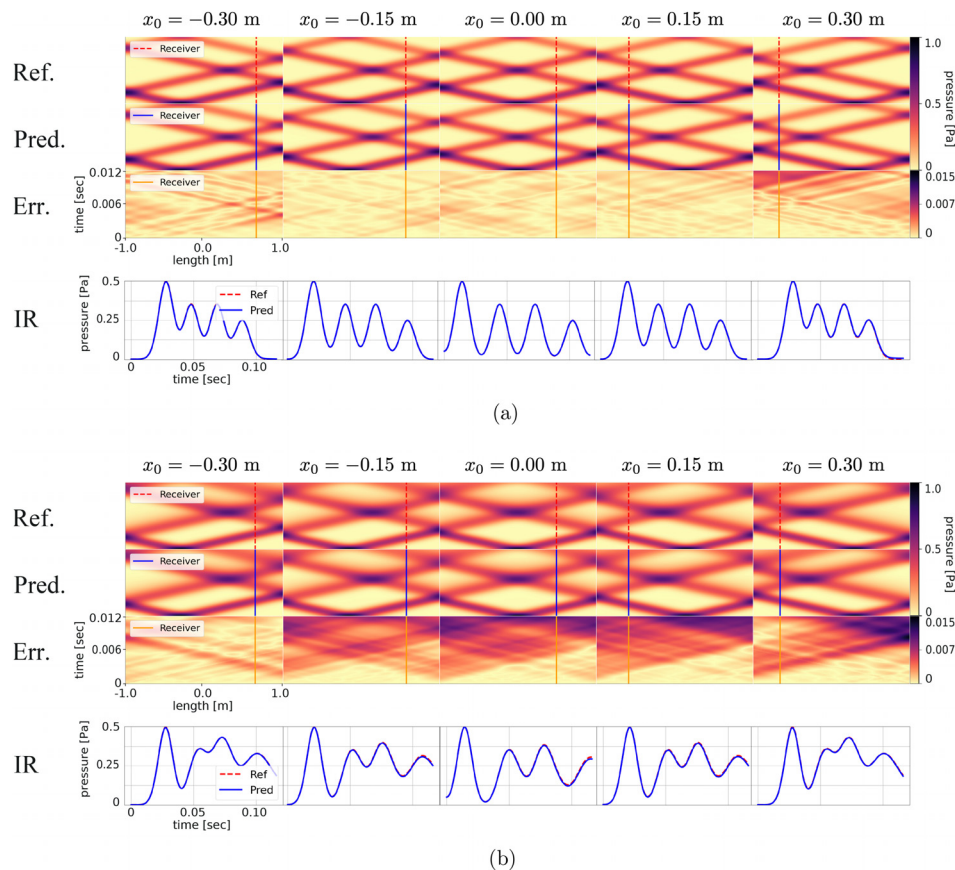 x₀ = −0.30 m x₀ = −0.15 m x₀ = 0.00 m x₀ = 0.15 m x₀ = 0.30 m
Ref.
Receiver
1.0
0.5
0
pressure [Pa]
Pred.
Receiver
Err.
Receiver
0.012
0.006
0
time [sec]
0.015
0.007
0
-1.0 0.0 1.0
length [m]
IR
0.5
0.25
0
pressure [Pa]
Ref
Pred
0 0.05 0.10
time [sec]
(a)
x₀ = −0.30 m x₀ = −0.15 m x₀ = 0.00 m x₀ = 0.15 m x₀ = 0.30 m
Ref.
Receiver
1.0
0.5
0
pressure [Pa]
Pred.
Receiver
Err.
Receiver
0.012
0.006
0
time [sec]
0.015
0.007
0
-1.0 0.0 1.0
length [m]
IR
0.5
0.25
0
pressure [Pa]
Ref
Pred
0 0.05 0.10
time [sec]
(b)